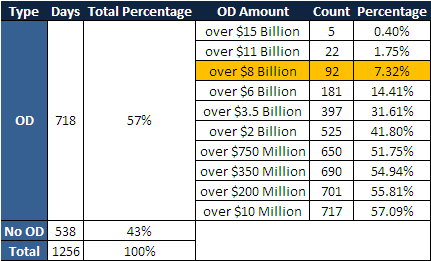 Type Days Total Percentage OD Amount Count Percentage
over $15 Billion 5 0.40%
over $11 Billion 22 1.75%
over $8 Billion 92 7.32%
over $6 Billion 181 14.41%
over $3.5 Billion 397 31.61%
OD 718 57% over $2 Billion 525 41.80%
over $750 Million 650 51.75%
over $350 Million 690 54.94%
over $200 Million 701 55.81%
over $10 Million 717 57.09%
No OD 538 43%
Total 1256 100%